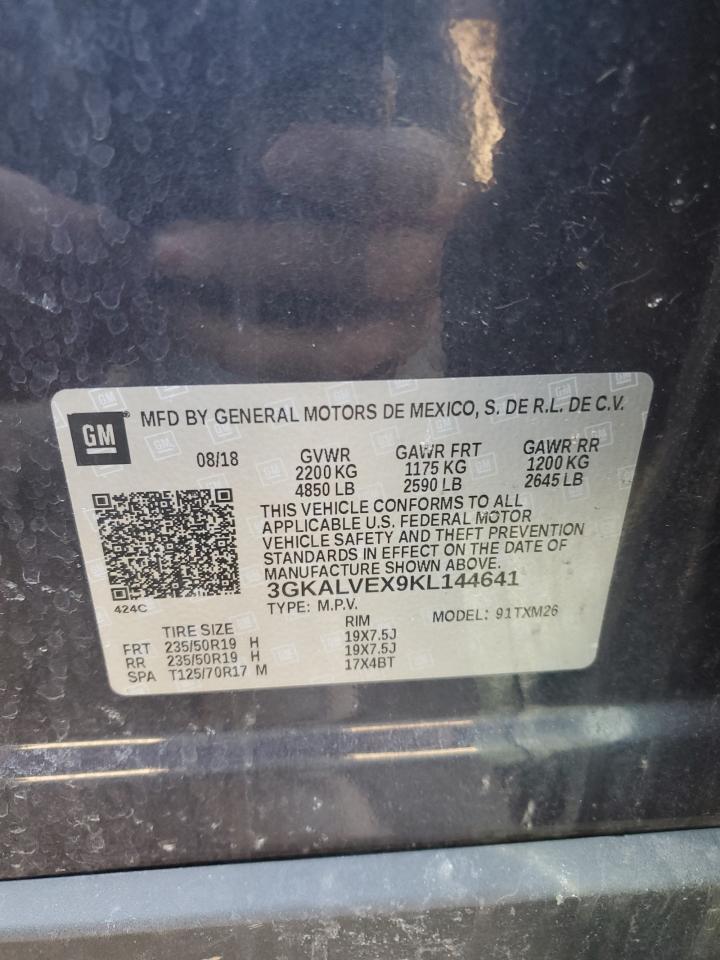 GM MFD BY GENERAL MOTORS DE MEXICO, S. DE R.L. DE C.V.
08/18 GVWR GAWR FRT GAWR RR
2200 KG 1175 KG 1200 KG
4850 LB 2590 LB 2645 LB
THIS VEHICLE CONFORMS TO ALL
APPLICABLE U.S. FEDERAL MOTOR
VEHICLE SAFETY AND THEFT PREVENTION
STANDARDS IN EFFECT ON THE DATE OF
MANUFACTURE SHOWN ABOVE.
3GKALVEX9KL144641
424C
TYPE: M.P.V. MODEL: 91TXM26
TIRE SIZE RIM
FRT 235/50R19 H 19X7.5J
RR 235/50R19 H 19X7.5J
SPA T125/70R17 M 17X4BT